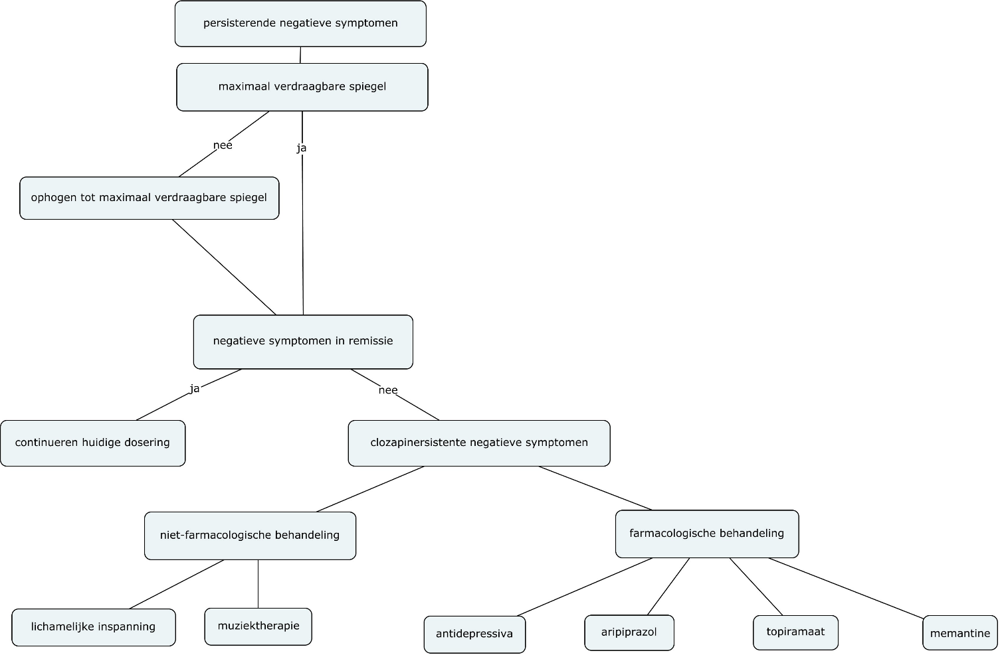 persisterende negatieve symptomen
maximaal verdraagbare spiegel
nee
ja
ophogen tot maximaal verdraagbare spiegel
negatieve symptomen in remissie
ja
nee
continueren huidige dosering
clozapinersistente negatieve symptomen
niet-farmacologische behandeling
farmacologische behandeling
lichamelijke inspanning
muziektherapie
antidepressiva
aripiprazol
topiramaat
memantine